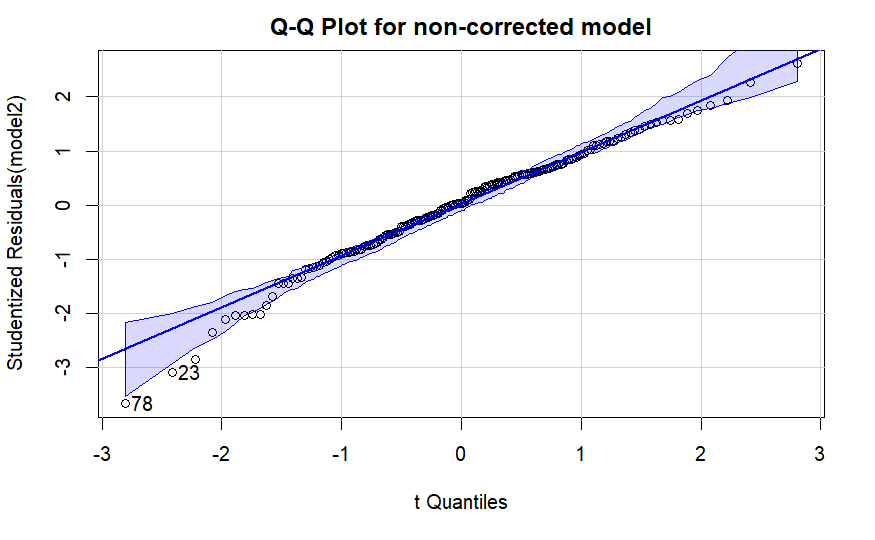 Q-Q Plot for non-corrected model
Studentized Residuals(model2)
2
1
0
-1
-2
-3
23
78
-3 -2 -1 0 1 2 3
t Quantiles